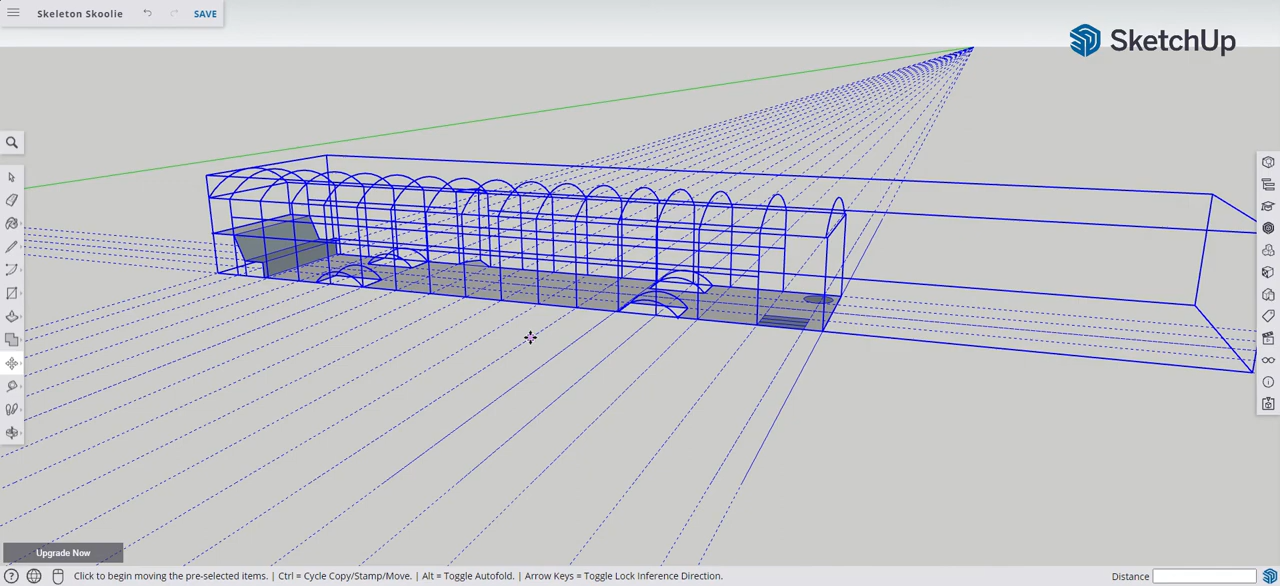 Skeleton Skoolie
SAVE
SketchUp
Upgrade Now
Click to begin moving the pre-selected items. | Ctrl = Cycle Copy/Stamp/Move. | Alt = Toggle Autofold. | Arrow Keys = Toggle Lock Inference Direction.
Distance